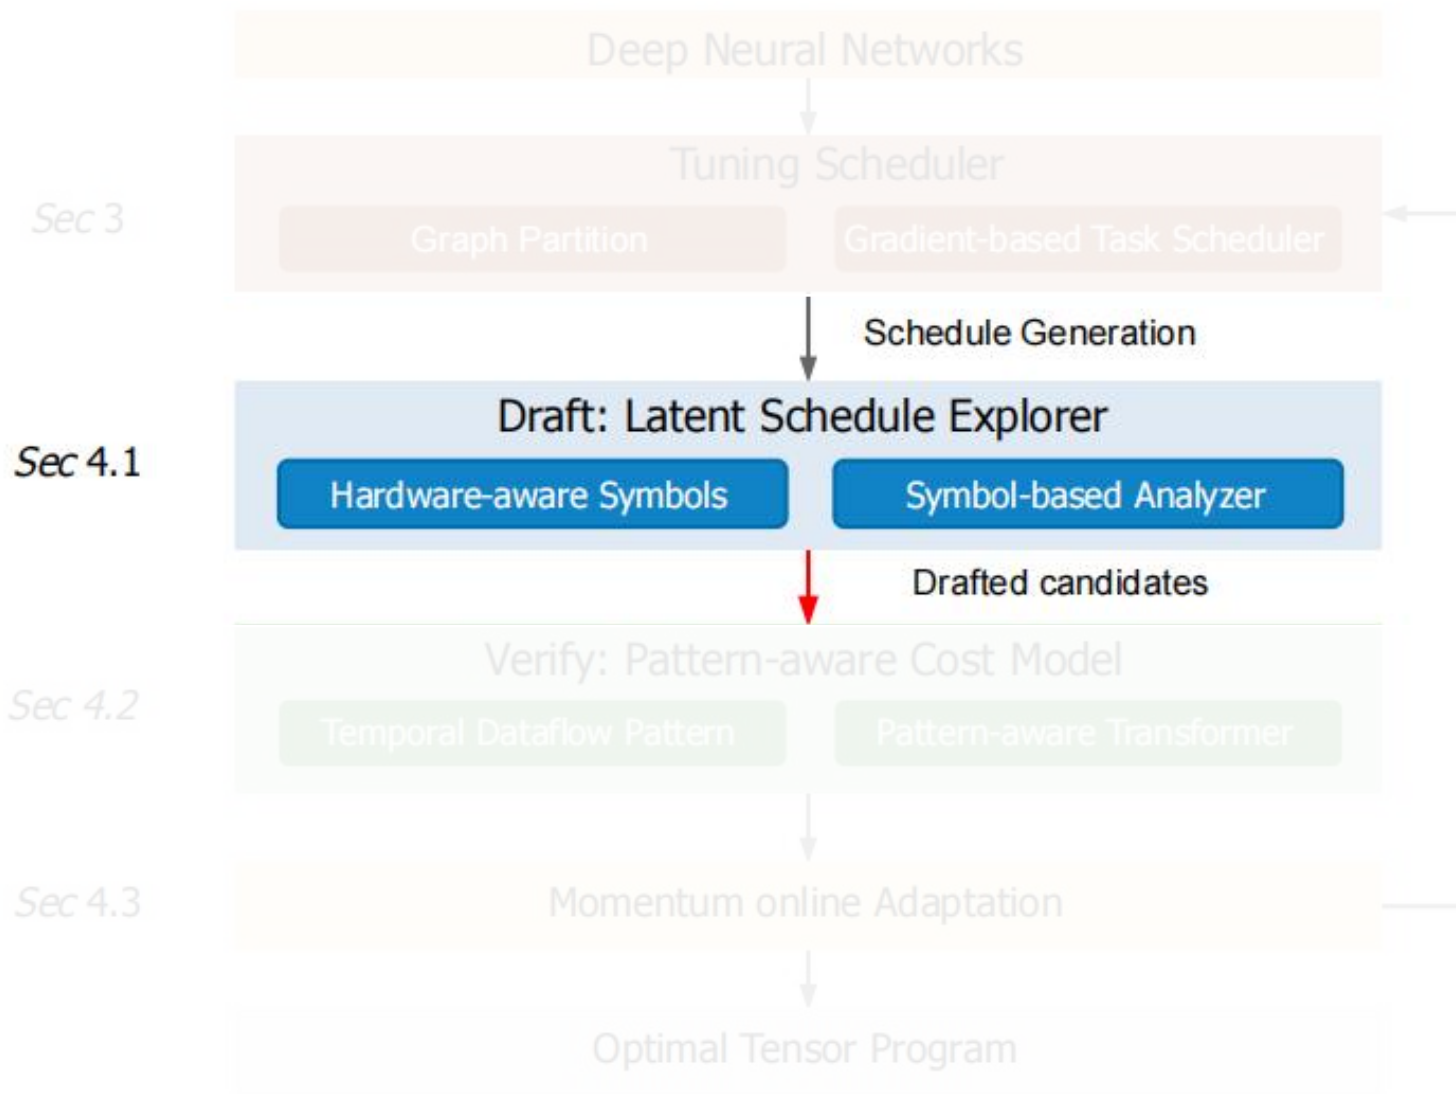 Deep Neural Networks
Tuning Scheduler
Sec 3
Graph Partition
Gradient-based Task Scheduler
Schedule Generation
Draft: Latent Schedule Explorer
Sec 4.1
Hardware-aware Symbols
Symbol-based Analyzer
Drafted candidates
Verify: Pattern-aware Cost Model
Sec 4.2
Temporal Dataflow Pattern
Pattern-aware Transformer
Sec 4.3
Momentum online Adaptation
Optimal Tensor Program